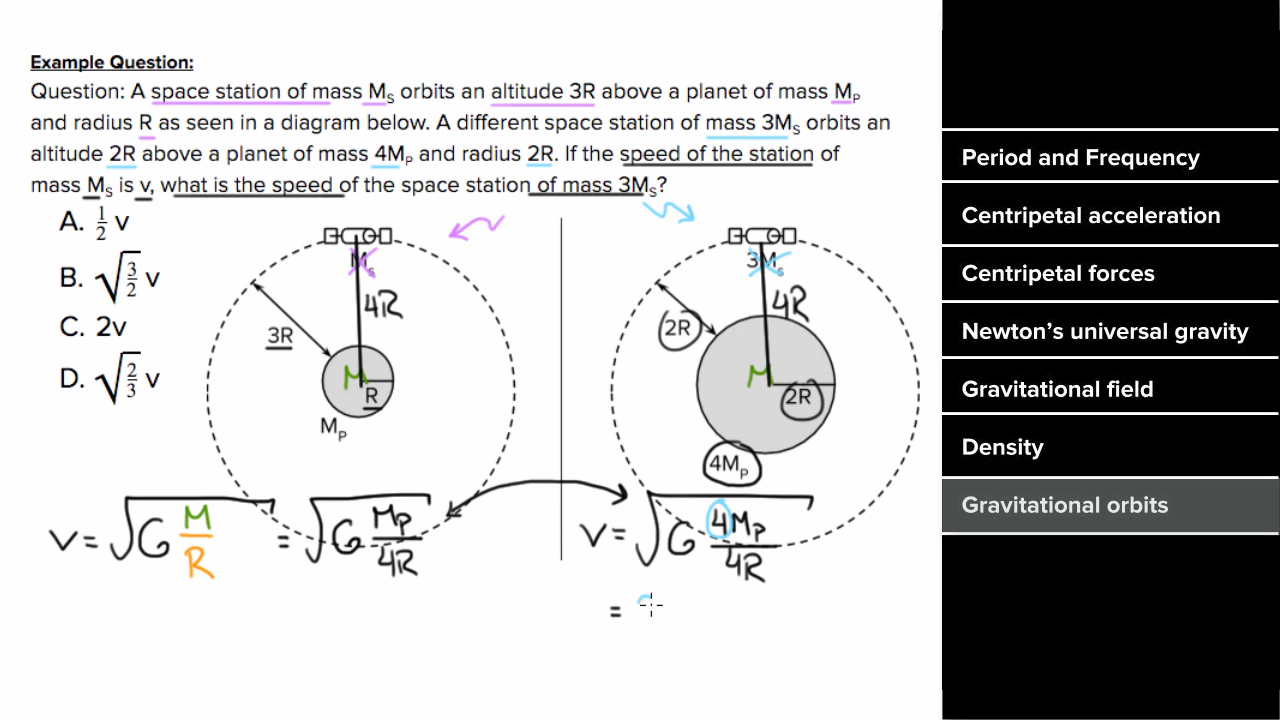 Example Question:
Question: A space station of mass Ms orbits an altitude 3R above a planet of mass MP
and radius R as seen in a diagram below. A different space station of mass 3Ms orbits an
altitude 2R above a planet of mass 4MP and radius 2R. If the speed of the station of
mass Ms is v, what is the speed of the space station of mass 3Ms?
A. 1/2 v
B. √3/2 v
C. 2v
D. √2/3 v
Ms
4R
3R
M
R
Mp
v = √G M/R = √G Mp/4R
3Ms
4R
2R
M
2R
4Mp
v = √G 4Mp/4R
=
Period and Frequency
Centripetal acceleration
Centripetal forces
Newton's universal gravity
Gravitational field
Density
Gravitational orbits